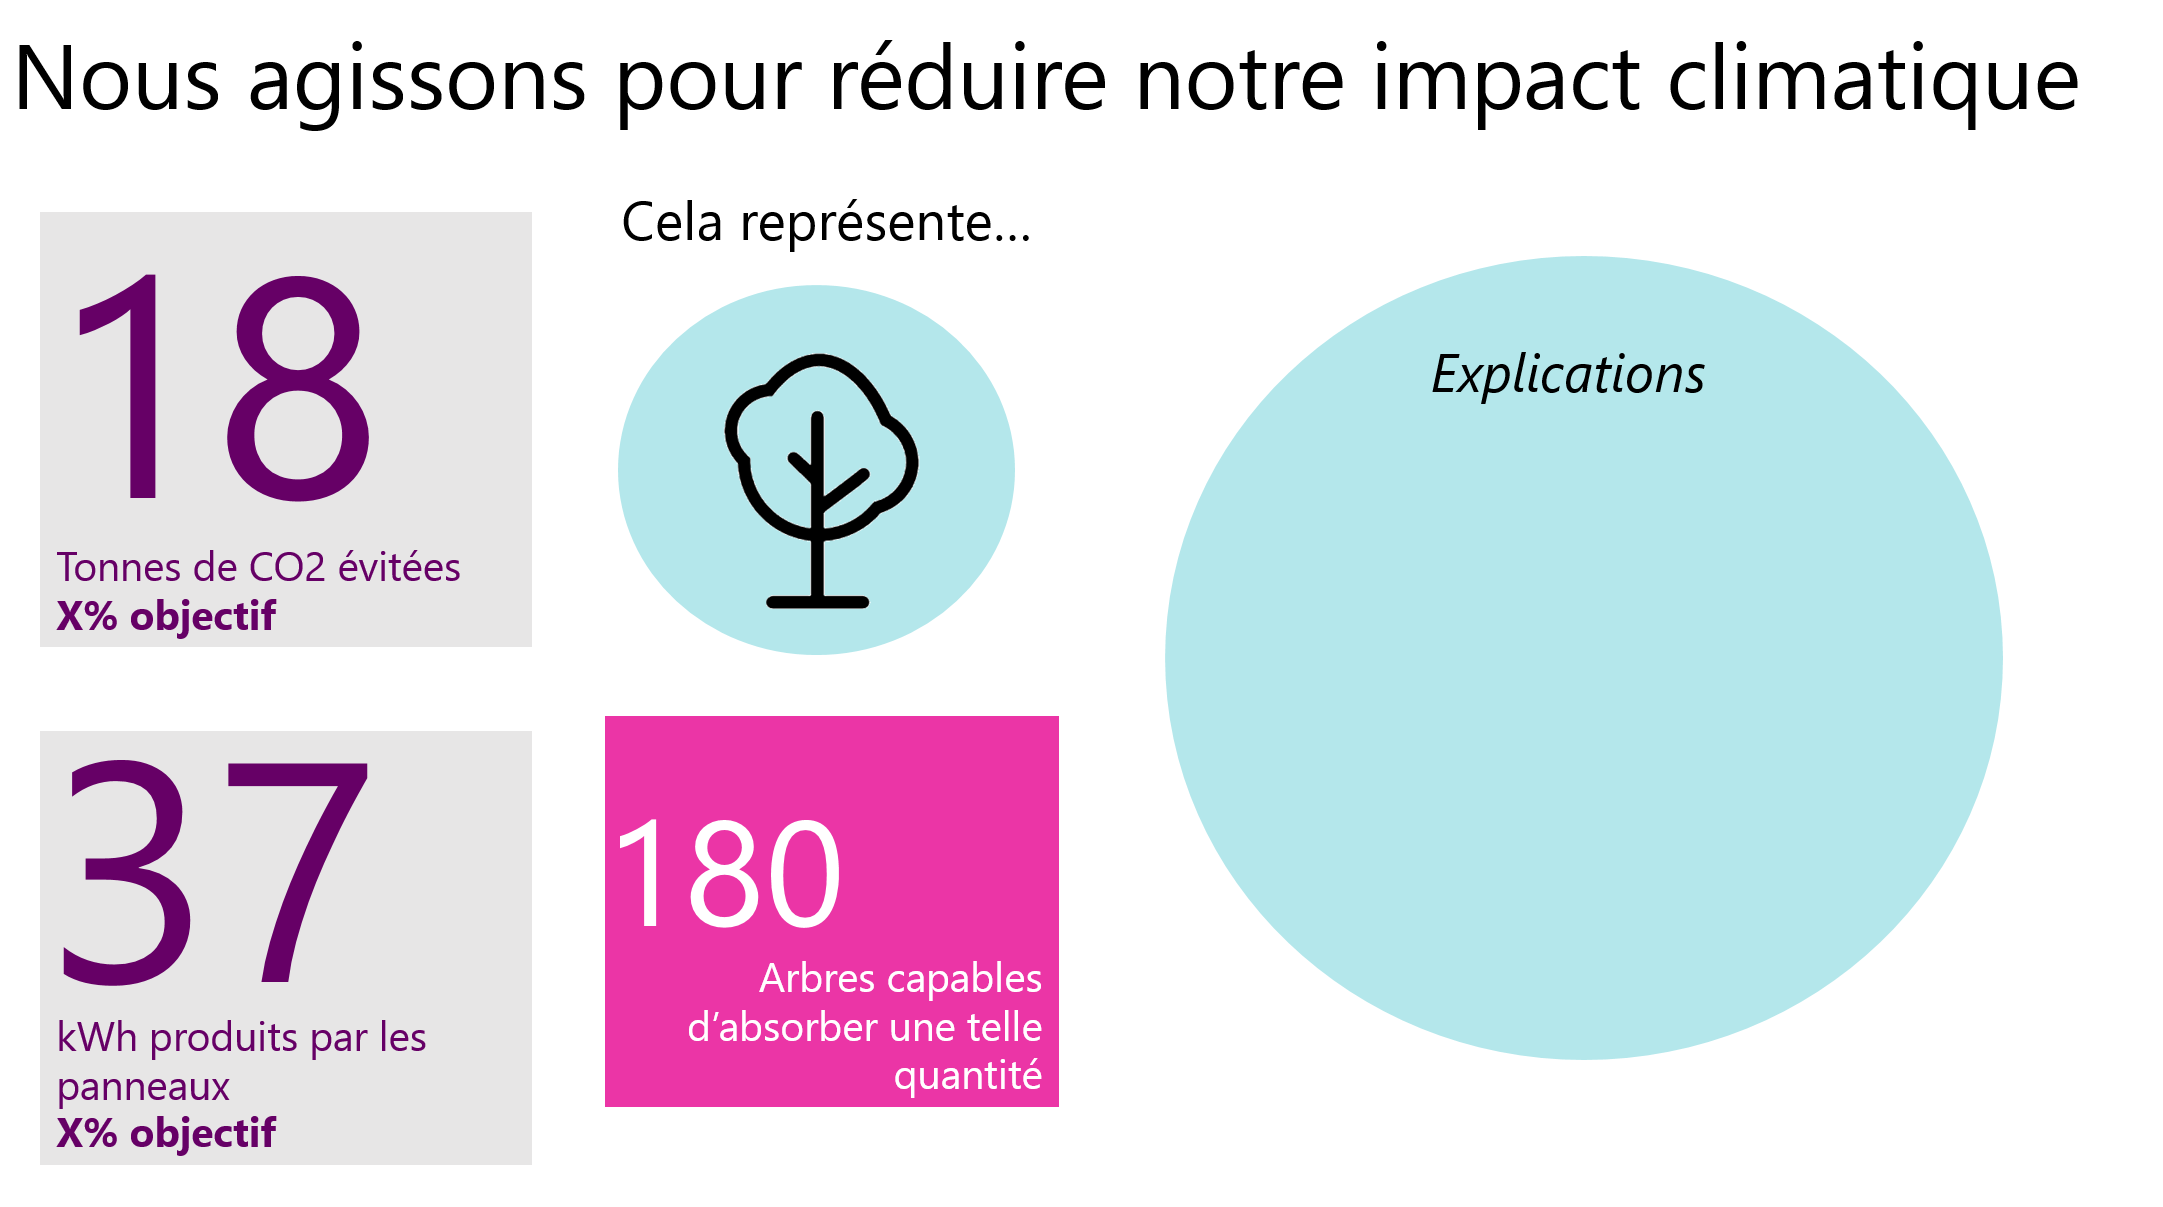 Nous agissons pour réduire notre impact climatique
18
Tonnes de CO2 évitées
X% objectif
37
kWh produits par les
panneaux
X% objectif
Cela représente...
180
Arbres capables
d’absorber une telle
quantité
Explications